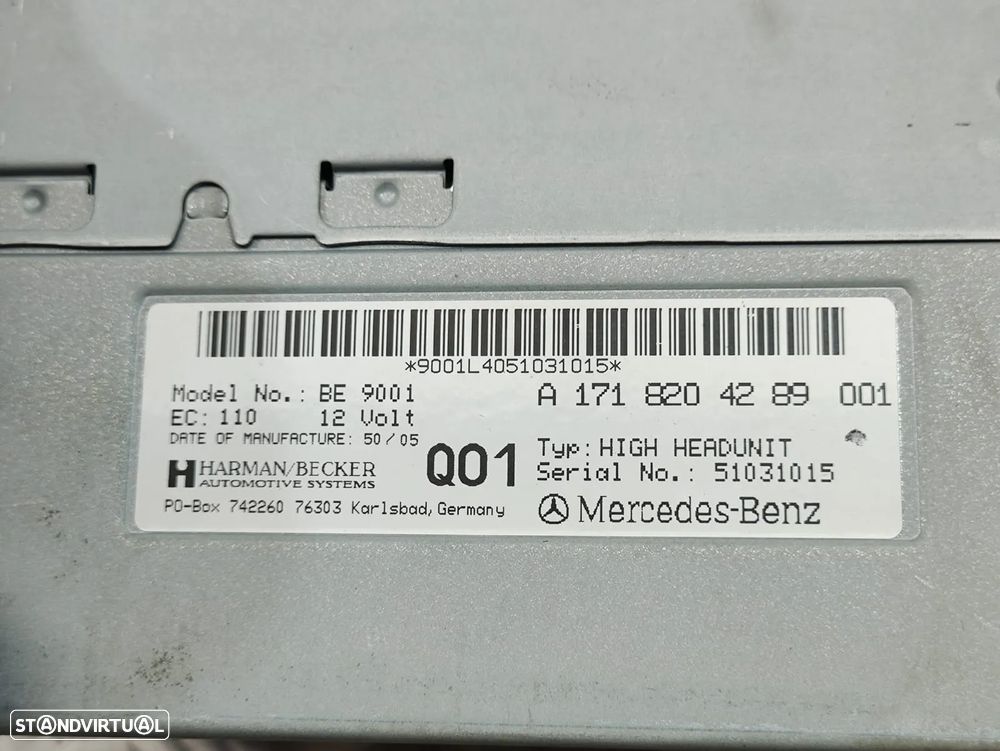 *9001L4051031015*
Model No.: BE 9001
A 171 820 42 89 001
EC: 110 12 Volt
DATE OF MANUFACTURE: 50/05
Q01
Typ: HIGH HEADUNIT
HARMAN/BECKER
AUTOMOTIVE SYSTEMS
Serial No.: 51031015
PO-Box 742260 76303 Karlsbad, Germany
Mercedes-Benz
STANDVIRTUAL